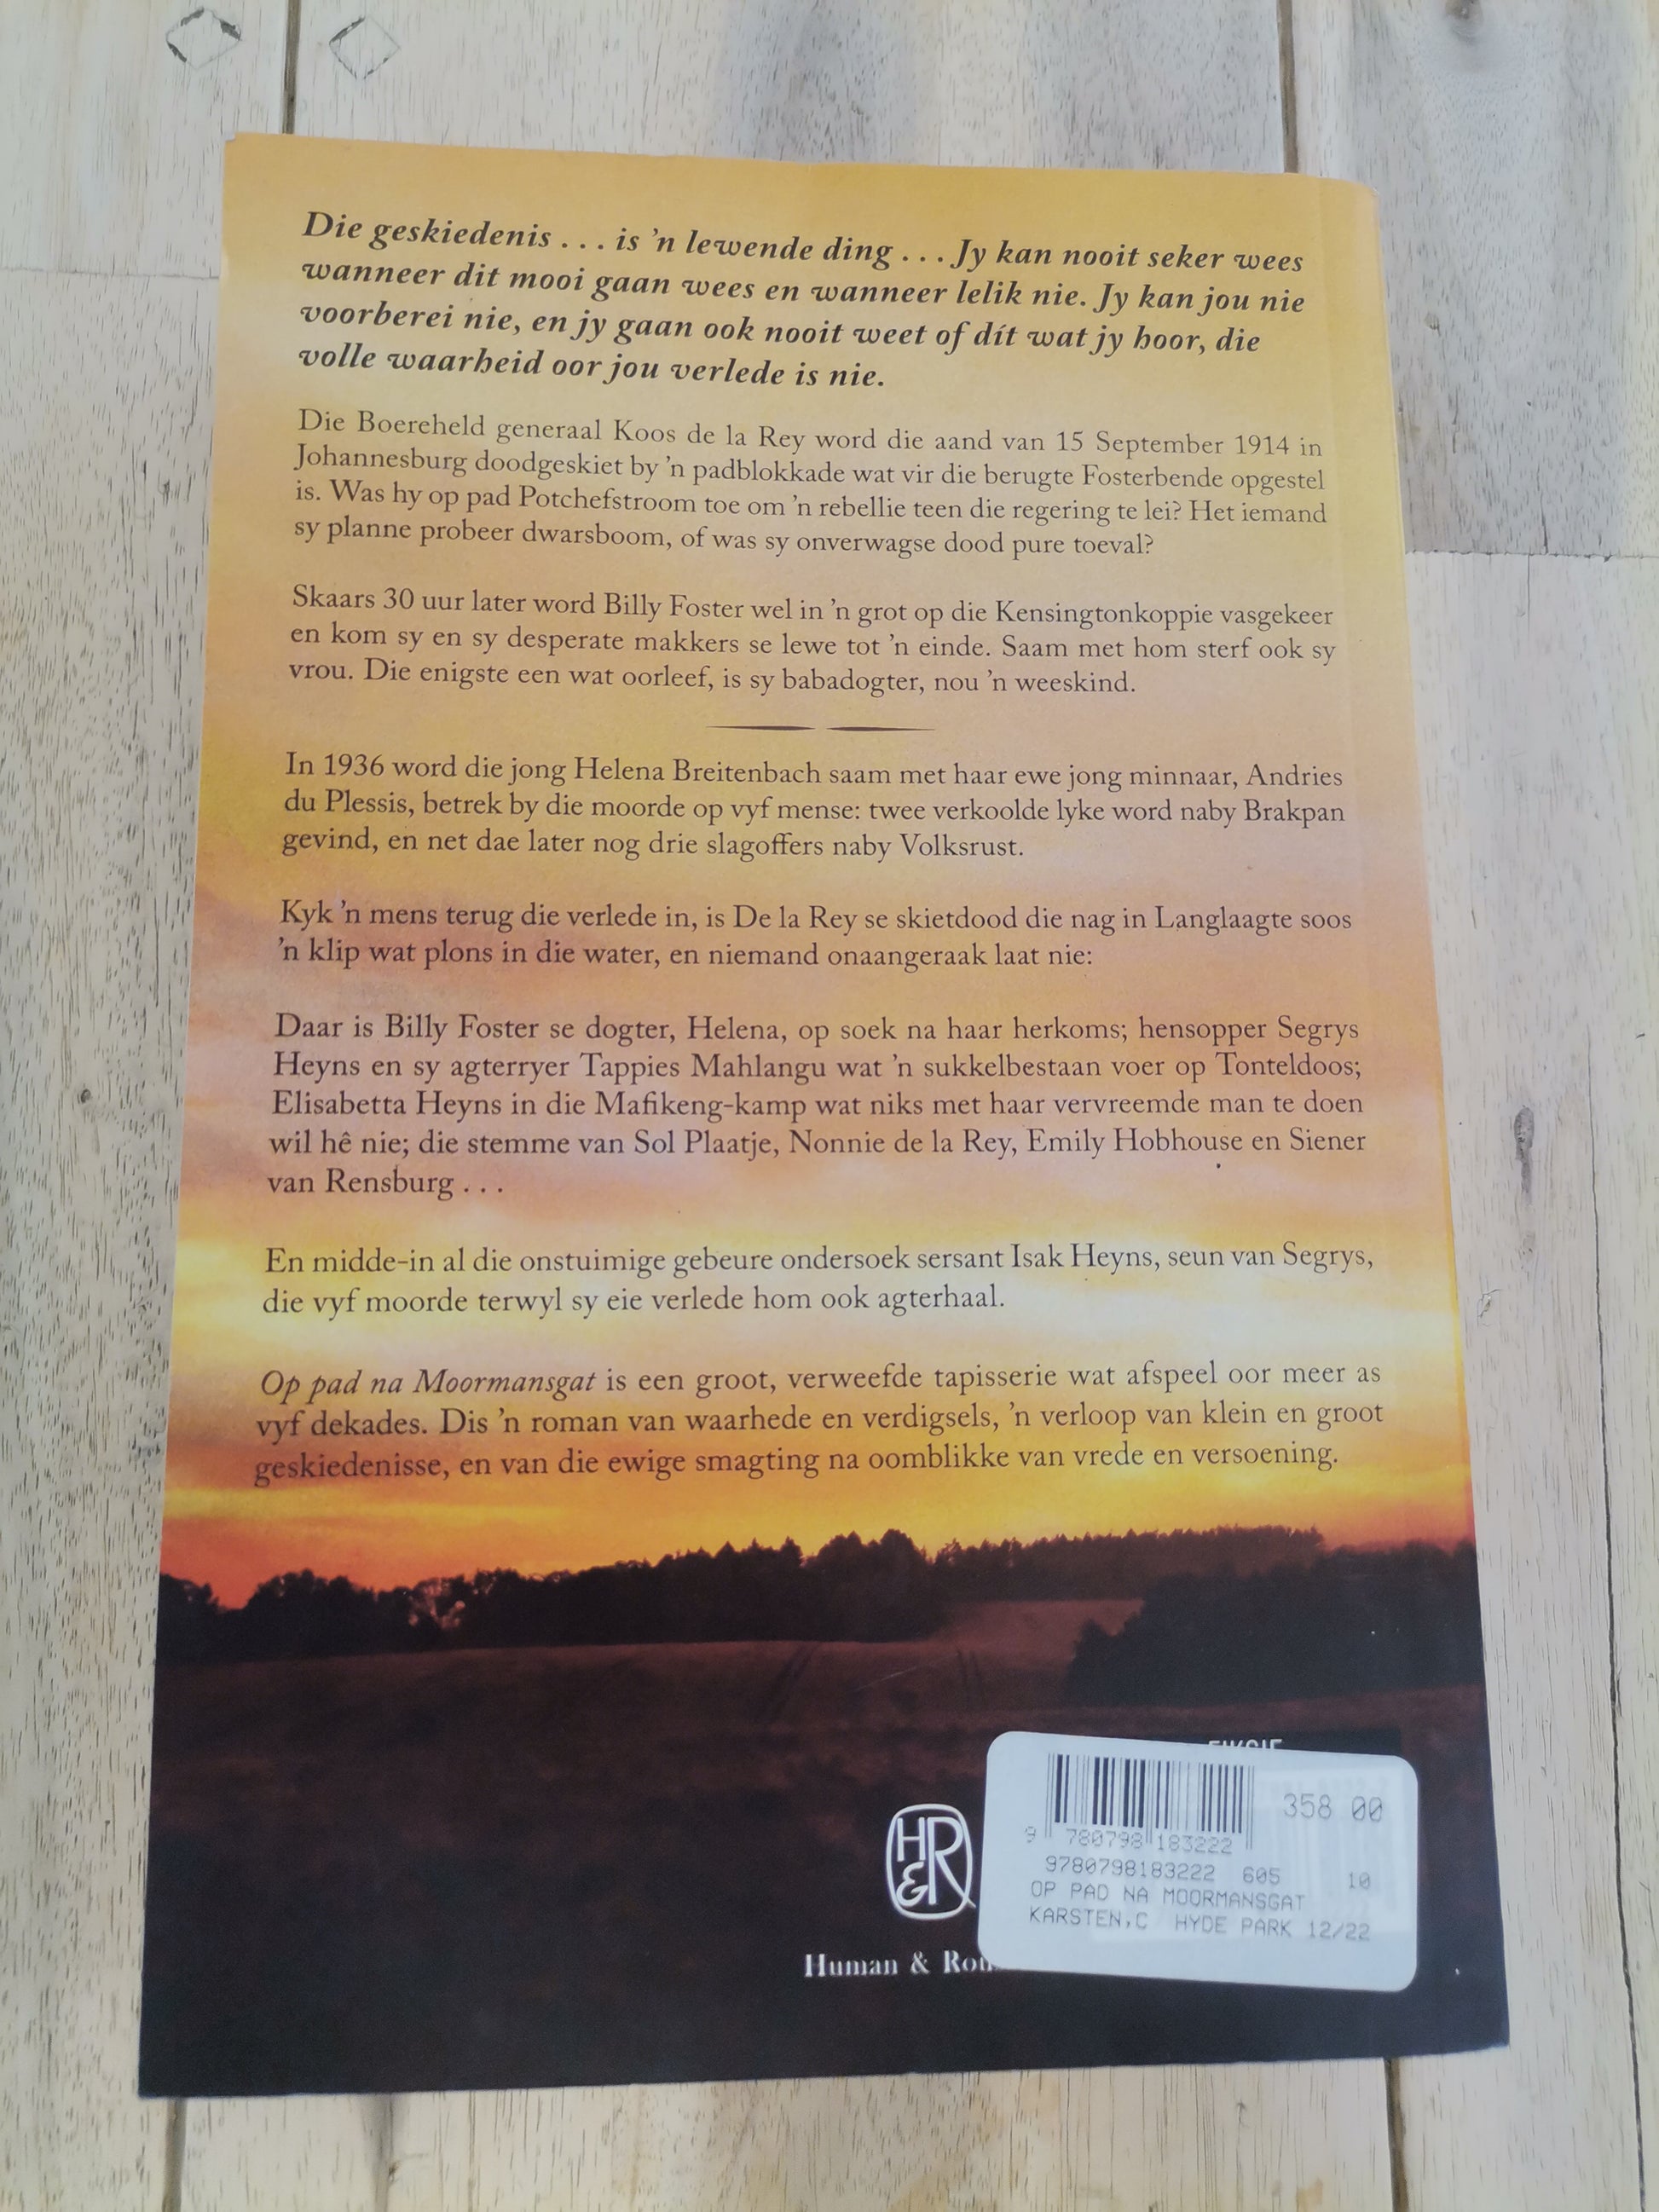 Die geskiedenis . . . is 'n lewende ding . . . Jy kan nooit seker wees
wanneer dit mooi gaan wees en wanneer lelik nie. Jy kan jou nie
voorberei nie, en jy gaan ook nooit weet of dít wat jy hoor, die
volle waarheid oor jou verlede is nie.
Die Boereheld generaal Koos de la Rey word die aand van 15 September 1914 in
Johannesburg doodgeskiet by 'n padblokkade wat vir die berugte Fosterbende opgestel
is. Was hy op pad Potchefstroom toe om 'n rebellie teen die regering te lei? Het iemand
sy planne probeer dwarsboom, of was sy onverwagse dood pure toeval?
Skaars 30 uur later word Billy Foster wel in 'n grot op die Kensingtonkoppie vasgekeer
en kom sy en sy desperate makkers se lewe tot 'n einde. Saam met hom sterf ook sy
vrou. Die enigste een wat oorleef, is sy babadogter, nou 'n weeskind.
In 1936 word die jong Helena Breitenbach saam met haar ewe jong minnaar, Andries
du Plessis, betrek by die moorde op vyf mense: twee verkoolde lyke word naby Brakpan
gevind, en net dae later nog drie slagoffers naby Volksrust.
Kyk 'n mens terug die verlede in, is De la Rey se skietdood die nag in Langlaagte soos
'n klip wat plons in die water, en niemand onaangeraak laat nie:
Daar is Billy Foster se dogter, Helena, op soek na haar herkoms; hensopper Segrys
Heyns en sy agterryer Tappies Mahlangu wat 'n sukkelbestaan voer op Tonteldoos;
Elisabetta Heyns in die Mafikeng-kamp wat niks met haar vervreemde man te doen
wil hê nie; die stemme van Sol Plaatje, Nonnie de la Rey, Emily Hobhouse en Siener
van Rensburg . . .
En midde-in al die onstuimige gebeure ondersoek sersant Isak Heyns, seun van Segrys,
die vyf moorde terwyl sy eie verlede hom ook agterhaal.
Op pad na Moormansgat is een groot, verweefde tapisserie wat afspeel oor meer as
vyf dekades. Dis 'n roman van waarhede en verdigsels, 'n verloop van klein en groot
geskiedenisse, en van die ewige smagting na oomblikke van vrede en versoening.
358 00
9 780798 183222
9780798183222 605 10
OP PAD NA MOORMANSGAT
KARSTEN,C HYDE PARK 12/22
H&R
Human &